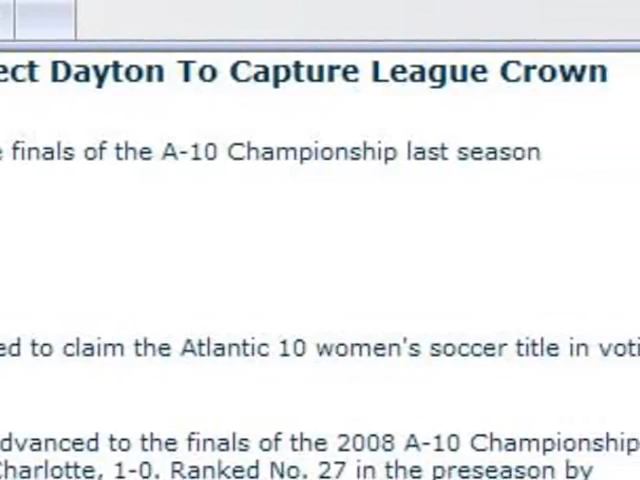 ect Dayton To Capture League Crown
finals of the A-10 Championship last season
ed to claim the Atlantic 10 women's soccer title in voti
dvanced to the finals of the 2008 A-10 Championship
Charlotte, 1-0. Ranked No. 27 in the preseason by